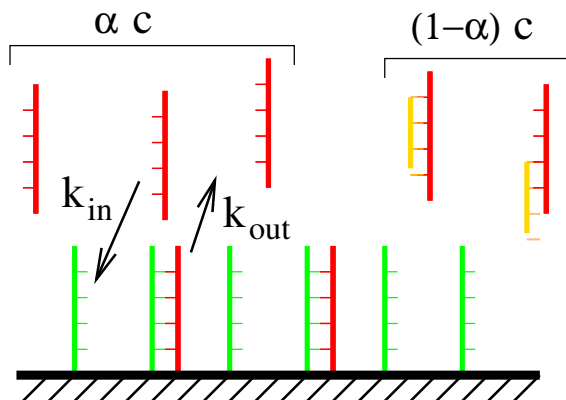 α c
(1−α) c
k_in
k_out